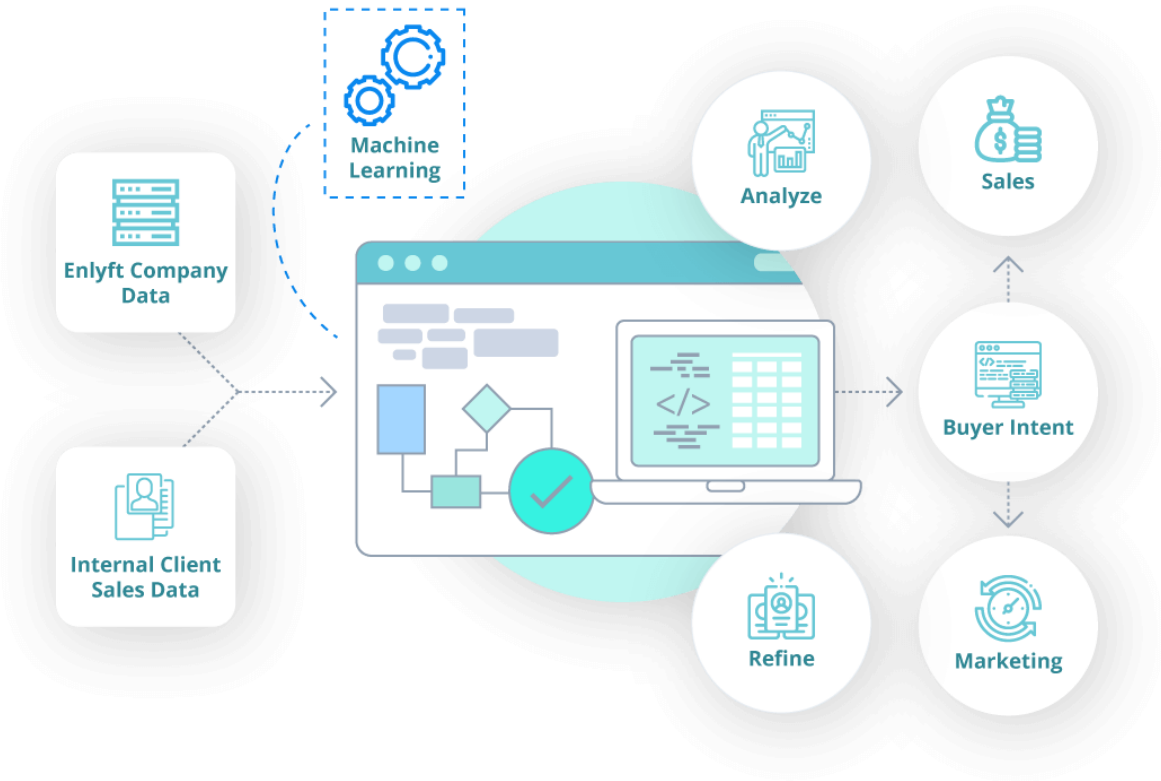 Machine
Learning
Enlyft Company
Data
Internal Client
Sales Data
</>
Analyze
Refine
Sales
$
</>
Buyer Intent
Marketing